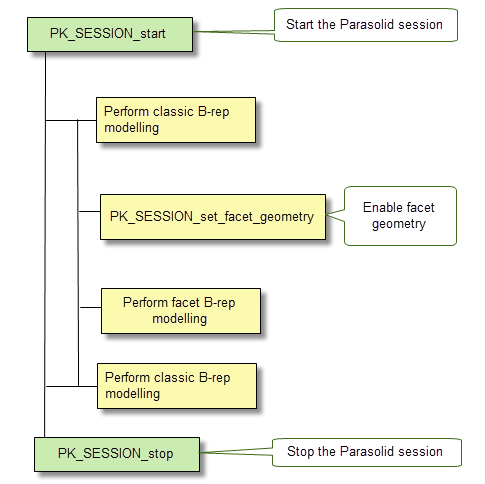 PK_SESSION_start
Start the Parasolid session
Perform classic B-rep
modelling
PK_SESSION_set_facet_geometry
Enable facet
geometry
Perform facet B-rep
modelling
Perform classic B-rep
modelling
PK_SESSION_stop
Stop the Parasolid session